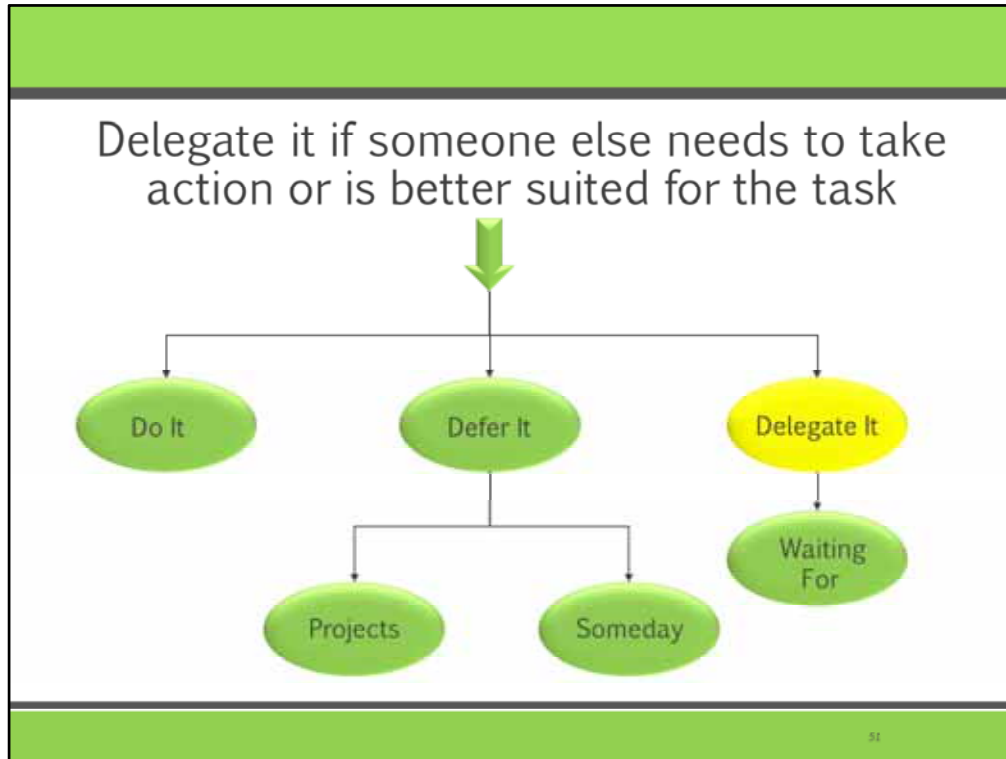 Delegate it if someone else needs to take
action or is better suited for the task
Do It
Defer It
Delegate It
Waiting
For
Projects
Someday
51